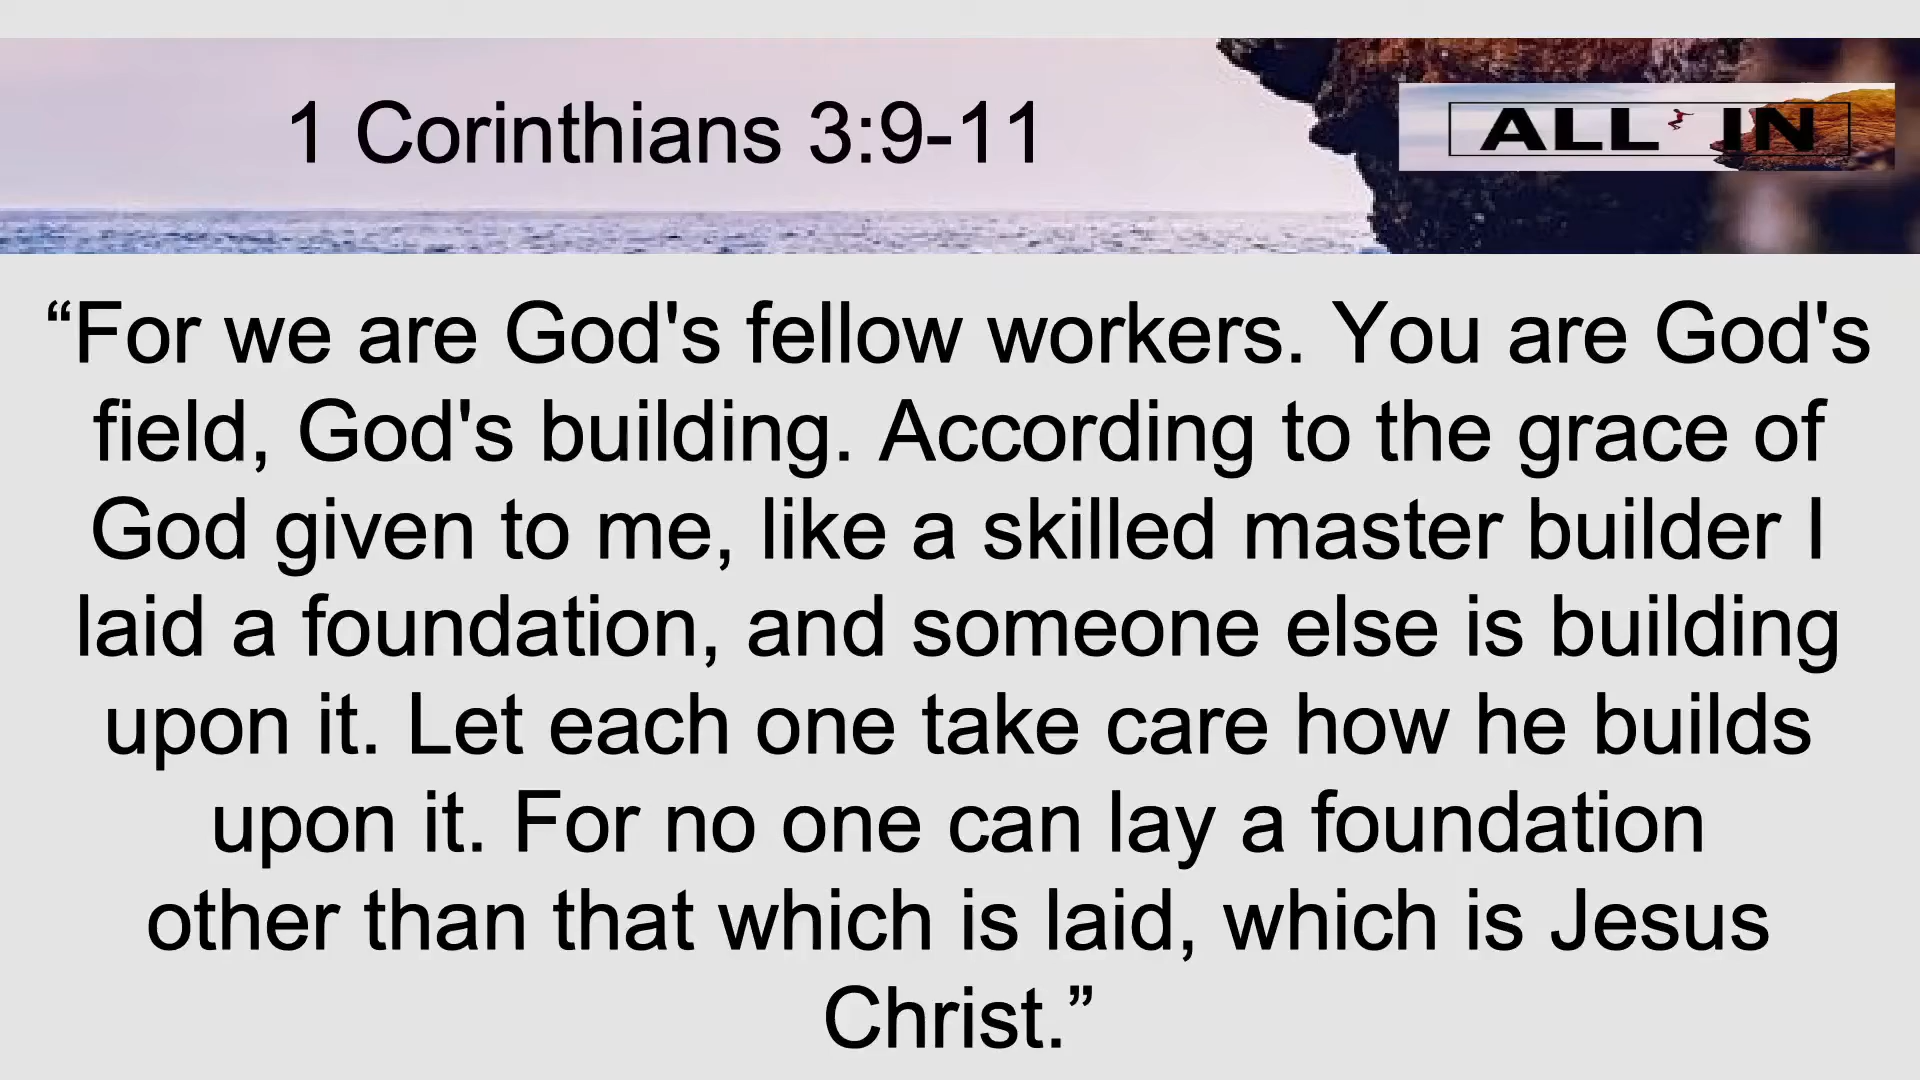 1 Corinthians 3:9-11
ALL IN
“For we are God's fellow workers. You are God's
field, God's building. According to the grace of
God given to me, like a skilled master builder I
laid a foundation, and someone else is building
upon it. Let each one take care how he builds
upon it. For no one can lay a foundation
other than that which is laid, which is Jesus
Christ.”